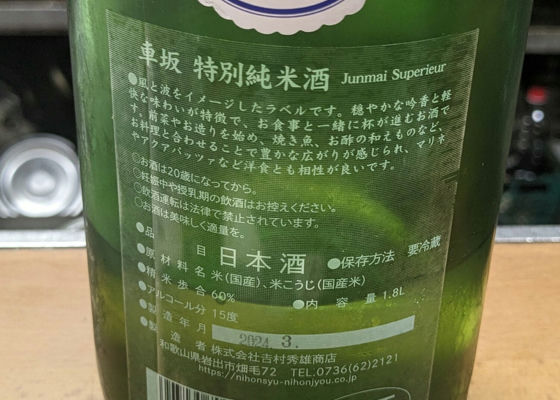 車坂 特別純米酒 Junmai Superieur
●風と波をイメージしたラベルです。穏やかな吟香と軽
快な味わいが特徴で、お食事と一緒に杯が進むお酒で
す。前菜やお造りを始め、焼き魚、お酢の和えものなど、
お料理と合わせることで豊かな広がりが感じられ、マリネ
やアクアパッツァなど洋食とも相性が良いです。
○お酒は20歳になってから。
○妊娠中や授乳期の飲酒はお控えください。
○飲酒運転は法律で禁止されています。
○お酒は美味しく適量を。
●品目 日本酒 ●保存方法 要冷蔵
●原材料名 米(国産)、米こうじ(国産米)
●精米歩合 60% ●内容量 1.8L
●アルコール分 15度
●製造年月 2024.3.
●製造者 株式会社吉村秀雄商店
和歌山県岩出市畑毛72 TEL.0736(62)2121
https://nihonsyu-nihonjyou.co.jp